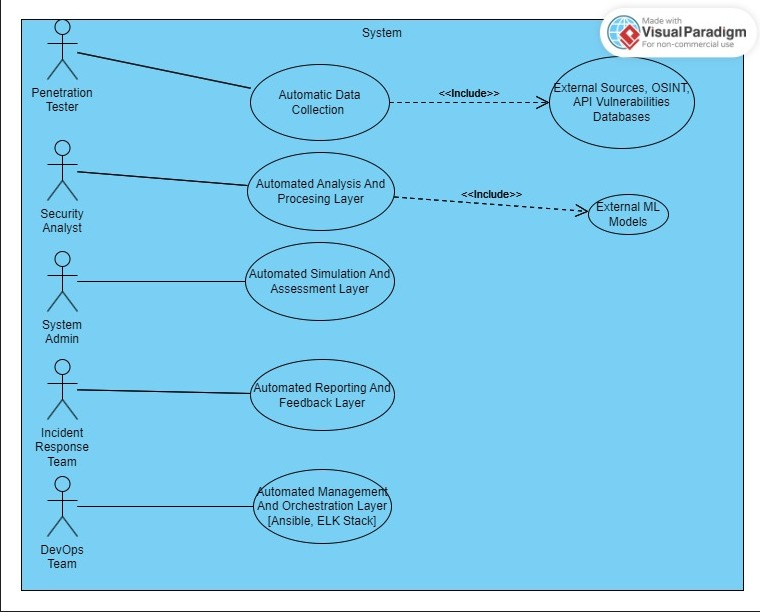 System
Made with
VisualParadigm
For non-commercial use
Penetration
Tester
Automatic Data
Collection
<<Include>>
External Sources, OSINT,
API Vulnerabilities
Databases
Security
Analyst
Automated Analysis And
Procesing Layer
<<Include>>
External ML
Models
System
Admin
Automated Simulation And
Assessment Layer
Incident
Response
Team
Automated Reporting And
Feedback Layer
DevOps
Team
Automated Management
And Orchestration Layer
[Ansible, ELK Stack]